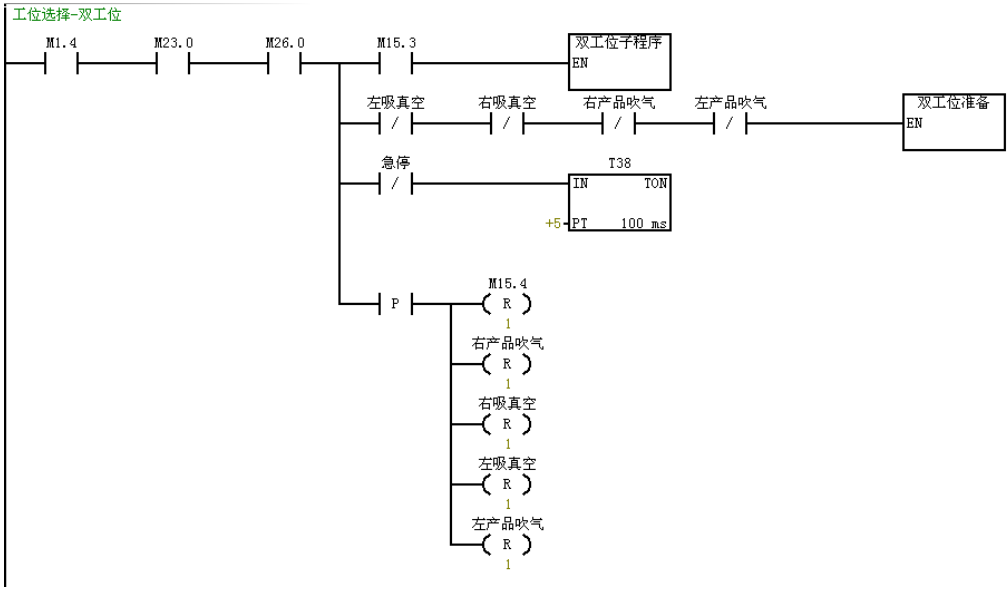 工位选择-双工位
M1.4 M23.0 M26.0 M15.3 双工位子程序
EN
左吸真空 右吸真空 右产品吹气 左产品吹气 双工位准备
/ / / / EN
急停 T38
/ IN TON
+5 PT 100 ms
M15.4
P R
1
右产品吹气
R
1
右吸真空
R
1
左吸真空
R
1
左产品吹气
R
1